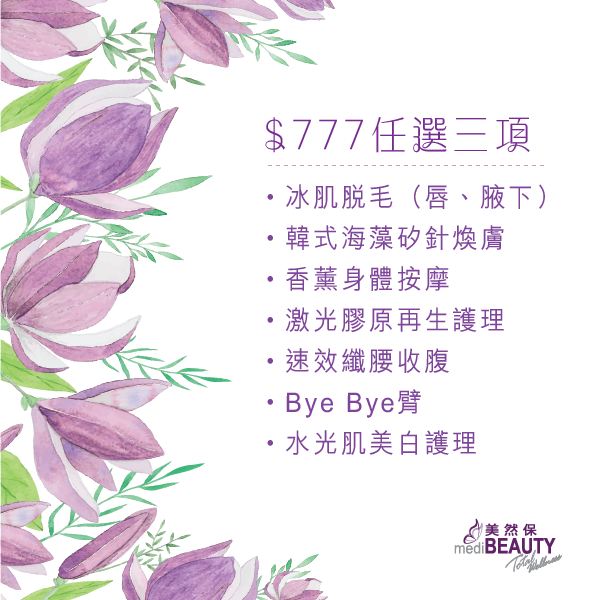 $777任選三項
• 冰肌脱毛（唇、腋下）
• 韓式海藻矽針煥膚
• 香薰身體按摩
• 激光膠原再生護理
• 速效纖腰收腹
• Bye Bye臂
• 水光肌美白護理
美然保
mediBEAUTY
Total Wellness